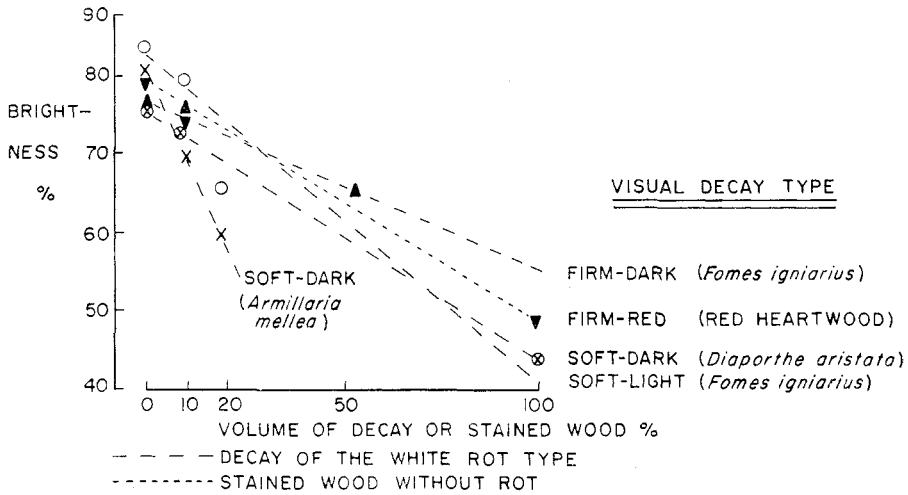 90
80
BRIGHT-
NESS
%
70
60
50
40
0 10 20 50 100
VOLUME OF DECAY OR STAINED WOOD %
DECAY OF THE WHITE ROT TYPE
STAINED WOOD WITHOUT ROT
SOFT-DARK
(Armillaria
mellea)
VISUAL DECAY TYPE
FIRM-DARK (Fomes igniarius)
FIRM-RED (RED HEARTWOOD)
SOFT-DARK (Diaporthe aristata)
SOFT-LIGHT (Fomes igniarius)